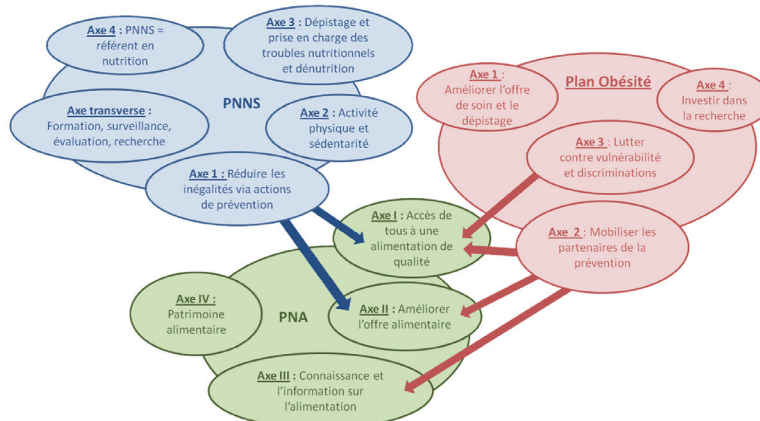 Axe 4 : PNNS =
référent en
nutrition
Axe 3 : Dépistage et
prise en charge des
troubles nutritionnels
et dénutrition
PNNS
Axe transverse :
Formation, surveillance,
évaluation, recherche
Axe 2 : Activité
physique et
sédentarité
Axe 1 : Réduire les
inégalités via actions
de prévention
Plan Obésité
Axe 1 :
Améliorer l'offre
de soin et le
dépistage
Axe 4 :
Investir dans
la recherche
Axe 3 : Lutter
contre vulnérabilité
et discriminations
Axe 2 : Mobiliser les
partenaires de la
prévention
Axe I : Accès de
tous à une
alimentation de
qualité
PNA
Axe IV :
Patrimoine
alimentaire
Axe II : Améliorer
l'offre alimentaire
Axe III : Connaissance et
l'information sur
l'alimentation